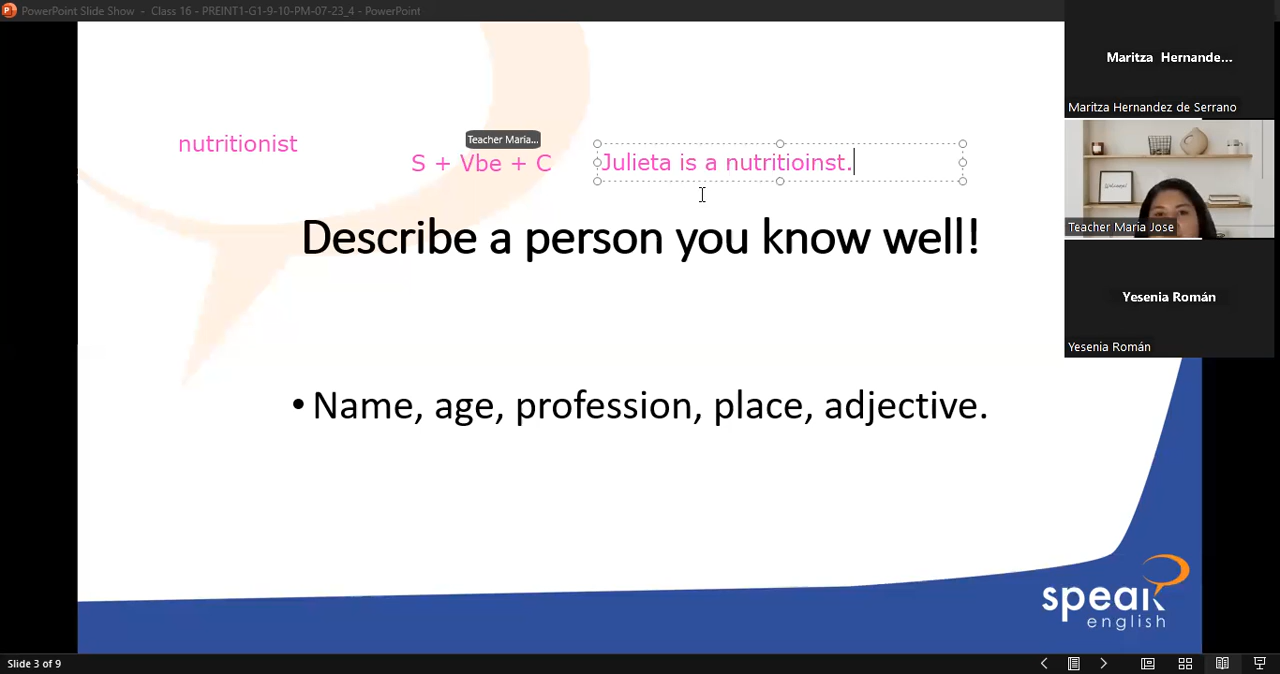 PowerPoint Slide Show - Class 16 - PREINT1-G1-9-10-PM-07-23_4 - PowerPoint
Maritza Hernande...
Maritza Hernandez de Serrano
nutritionist
Teacher Maria...
S + Vbe + C
Julieta is a nutritioinst.
Teacher Maria Jose
Describe a person you know well!
Yesenia Román
Yesenia Román
• Name, age, profession, place, adjective.
speak
english
Slide 3 of 9